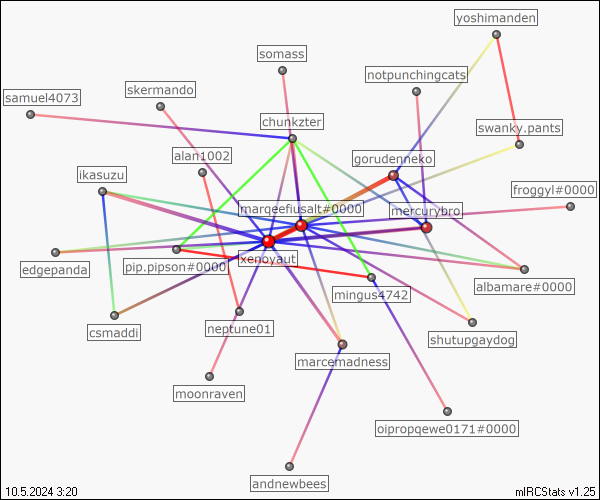 yoshimanden
somass
notpunchingcats
skermando
samuel4073
chunkzter
swanky.pants
alan1002
gorudenneko
ikasuzu
froggyl#0000
marqeefiusalt#0000
mercurybro
xenoyaut
edgepanda
pip.pipson#0000
albamare#0000
mingus4742
csmaddi
neptune01
shutupgaydog
marcemadness
moonraven
oipropqewe0171#0000
andnewbees
10.5.2024 3:20
mIRCStats v1.25